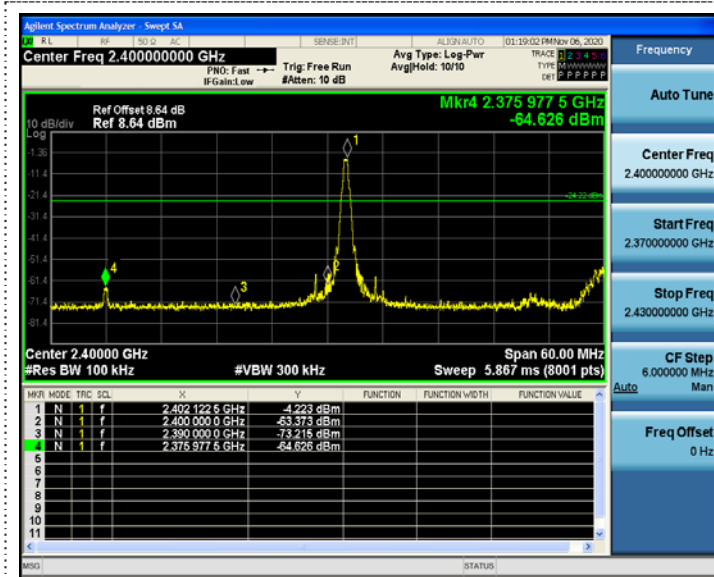 Agilent Spectrum Analyzer - Swept SA
RL RF 50 Ω AC SENSE:INT ALIGN AUTO 01:19:02 PM Nov 06, 2020
Center Freq 2.400000000 GHz
PNO: Fast
IFGain:Low
Trig: Free Run
#Atten: 10 dB
Avg Type: Log-Pwr
Avg|Hold: 10/10
TRACE 1 2 3 4 5 6
TYPE M W W W W W
DET P P P P P P
Mkr4 2.375 977 5 GHz
-64.626 dBm
Ref Offset 8.64 dB
10 dB/div Ref 8.64 dBm
Log
-1.36
-11.4
-21.4
-31.4
-41.4
-51.4
-61.4
-71.4
-81.4
-24.22 dBm
1
2
3
4
Center 2.40000 GHz Span 60.00 MHz
#Res BW 100 kHz #VBW 300 kHz Sweep 5.867 ms (8001 pts)
MKR MODE TRC SCL X Y FUNCTION FUNCTION WIDTH FUNCTION VALUE
1 N 1 f 2.402 122 5 GHz -4.223 dBm
2 N 1 f 2.400 000 0 GHz -63.373 dBm
3 N 1 f 2.390 000 0 GHz -73.215 dBm
4 N 1 f 2.375 977 5 GHz -64.626 dBm
5
6
7
8
9
10
11
MSG STATUS
Frequency
Auto Tune
Center Freq
2.400000000 GHz
Start Freq
2.370000000 GHz
Stop Freq
2.430000000 GHz
CF Step
6.000000 MHz
Auto Man
Freq Offset
0 Hz